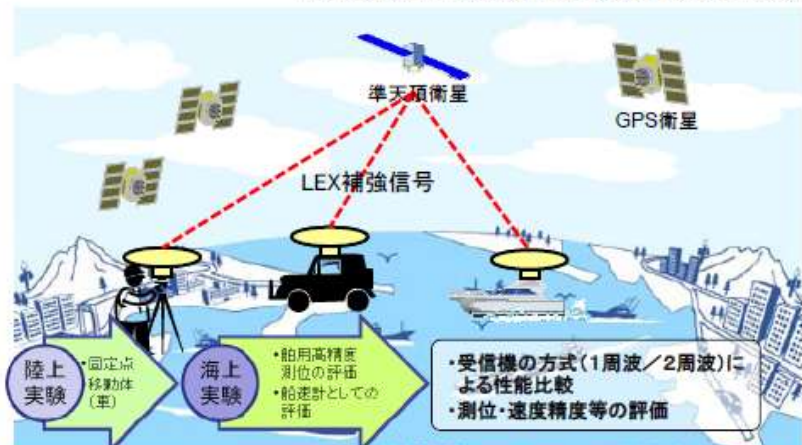 準天頂衛星
GPS衛星
LEX補強信号
陸上
実験
・固定点
移動体
(車)
海上
実験
・舶用高精度
測位の評価
・船速計としての
評価
・受信機の方式(1周波/2周波)に
よる性能比較
・測位・速度精度等の評価